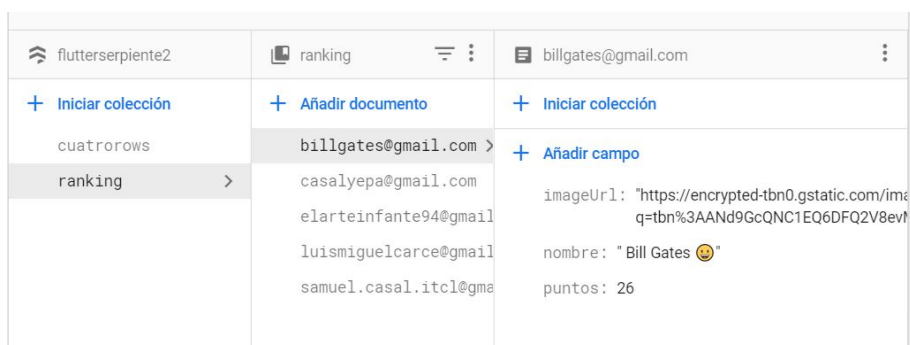 flutterserpiente2
ranking
billgates@gmail.com
Iniciar colección
Añadir documento
Iniciar colección
cuatrorows
ranking
billgates@gmail.com
casalyepa@gmail.com
elarteinfante94@gmail
luismiguelcarce@gmail
samuel.casal.itcl@gma
Añadir campo
imageUrl: "https://encrypted-tbn0.gstatic.com/ima
q=tbn%3AANd9GcQNC1EQ6DFQ2V8evM
nombre: " Bill Gates 😀"
puntos: 26